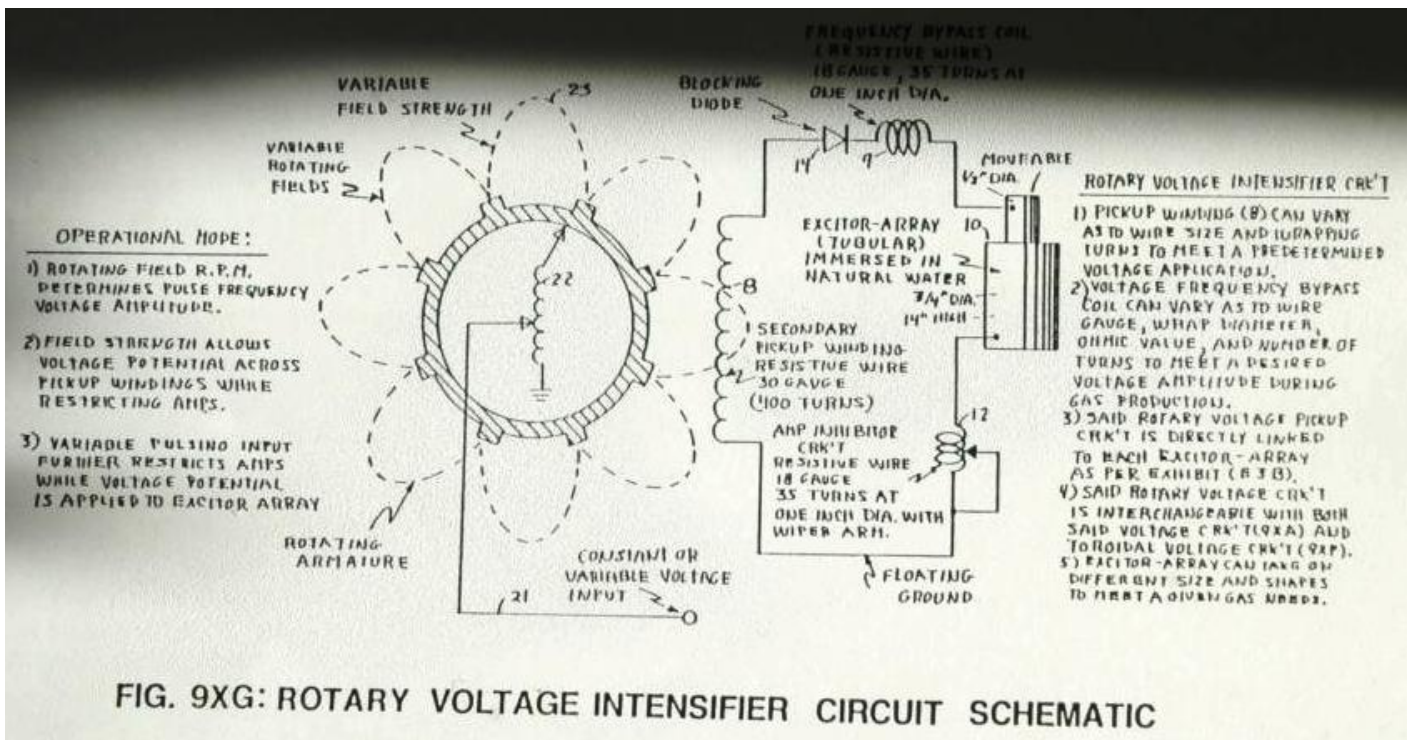 FREQUENCY BYPASS COIL
(RESISTIVE WIRE)
18 GAUGE, 35 TURNS AT
ONE INCH DIA.
VARIABLE
FIELD STRENGTH
23
BLOCKING
DIODE
14
9
VARIABLE
ROTATING
FIELDS
MOVEABLE
1/2" DIA.
10
EXCITOR-ARRAY
(TUBULAR)
IMMERSED IN
NATURAL WATER
3/4" DIA.
14" HIGH
OPERATIONAL MODE:
1) ROTATING FIELD R.P.M.
DETERMINES PULSE FREQUENCY
VOLTAGE AMPLITUDE.
2) FIELD STRENGTH ALLOWS
VOLTAGE POTENTIAL ACROSS
PICKUP WINDINGS WHILE
RESTRICTING AMPS.
3) VARIABLE PULSING INPUT
FURTHER RESTRICTS AMPS
WHILE VOLTAGE POTENTIAL
IS APPLIED TO EXCITOR ARRAY
22
8
SECONDARY
PICKUP WINDING
RESISTIVE WIRE
30 GAUGE
(400 TURNS)
AMP INHIBITOR
CRK'T
RESISTIVE WIRE
18 GAUGE
35 TURNS AT
ONE INCH DIA. WITH
WIPER ARM.
12
ROTATING
ARMATURE
CONSTANT OR
VARIABLE VOLTAGE
INPUT
21
FLOATING
GROUND
ROTARY VOLTAGE INTENSIFIER CRK'T
1) PICKUP WINDING (8) CAN VARY
AS TO WIRE SIZE AND WRAPPING
TURNS TO MEET A PREDETERMINED
VOLTAGE APPLICATION.
2) VOLTAGE FREQUENCY BYPASS
COIL CAN VARY AS TO WIRE
GAUGE, WRAP DIAMETER,
OHMIC VALUE, AND NUMBER OF
TURNS TO MEET A DESIRED
VOLTAGE AMPLITUDE DURING
GAS PRODUCTION.
3) SAID ROTARY VOLTAGE PICKUP
CRK'T IS DIRECTLY LINKED
TO EACH EXCITOR-ARRAY
AS PER EXHIBIT
4) SAID ROTARY VOLTAGE CRK'T
IS INTERCHANGEABLE WITH BOTH
SAID VOLTAGE CRK'T (9XA) AND
TOROIDAL VOLTAGE CRK'T (9XF).
5) EXCITOR-ARRAY CAN TAKE ON
DIFFERENT SIZE AND SHAPES
TO MEET A GIVEN GAS NEEDS.
FIG. 9XG: ROTARY VOLTAGE INTENSIFIER CIRCUIT SCHEMATIC